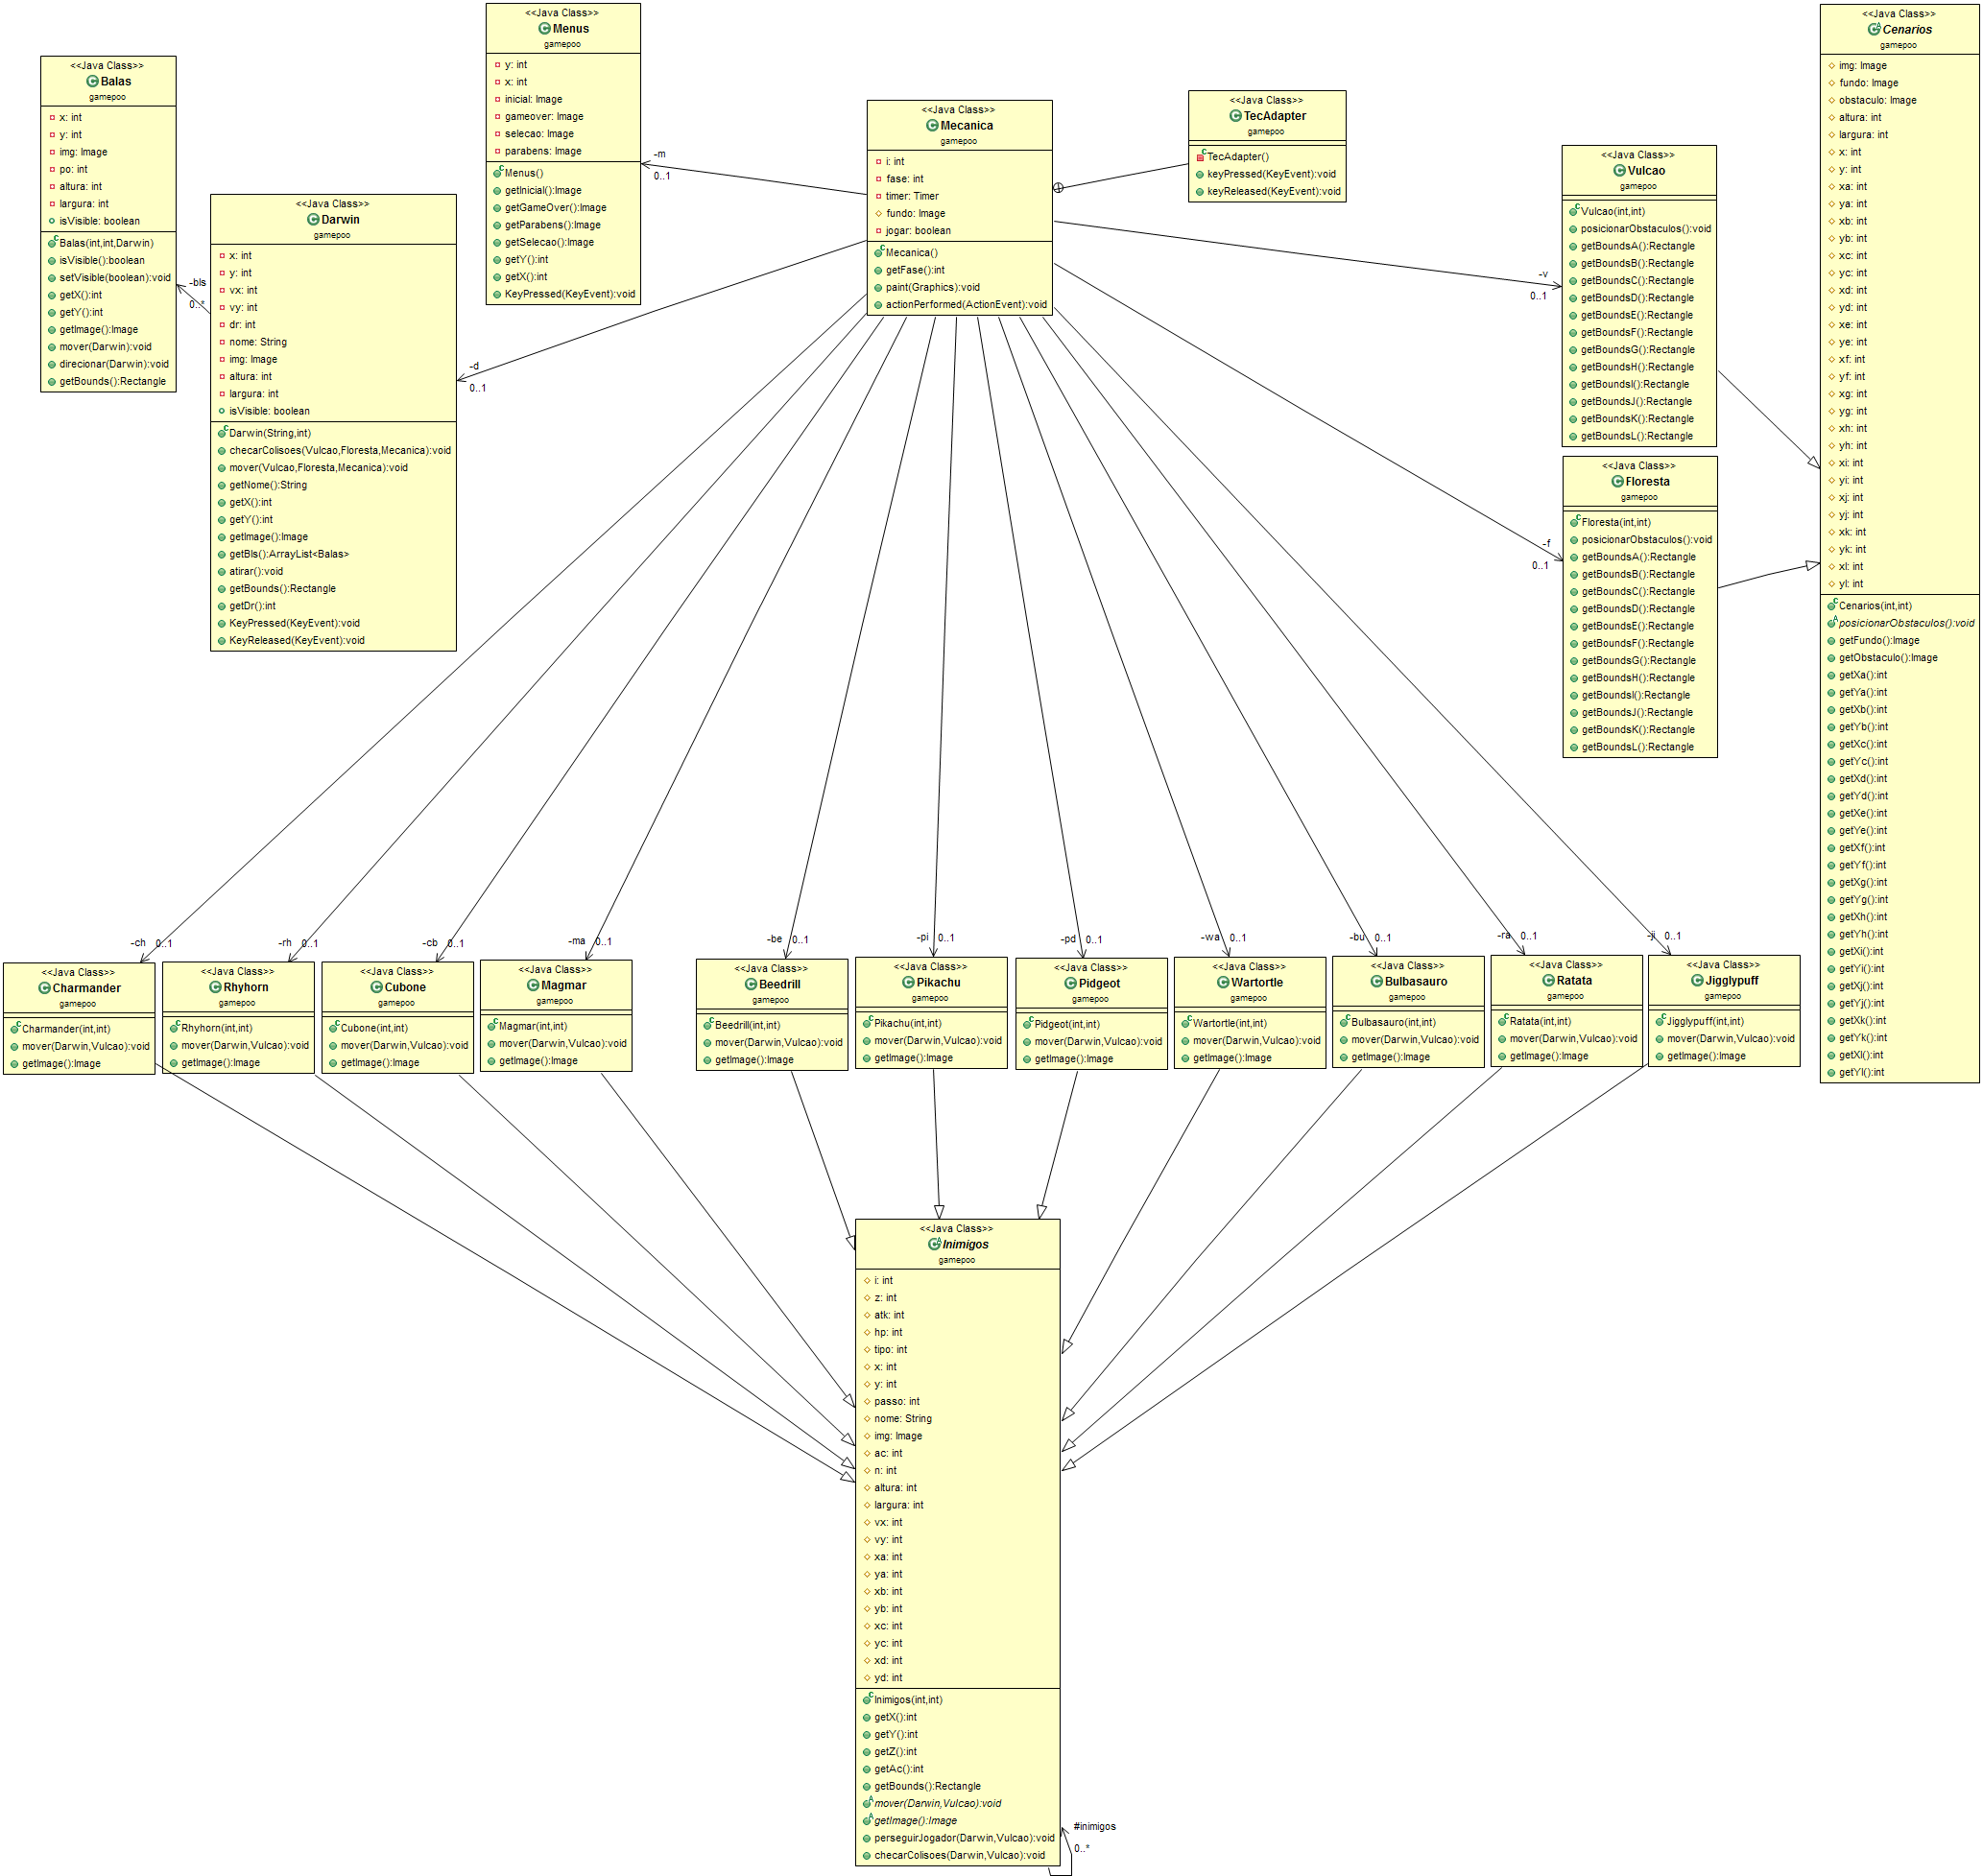 <<Java Class>>
Balas
gamepoo
x: int
y: int
img: Image
po: int
altura: int
largura: int
isVisible: boolean
Balas(int,int,Darwin)
isVisible():boolean
setVisible(boolean):void
getX():int
getY():int
getImage():Image
mover(Darwin):void
direcionar(Darwin):void
getBounds():Rectangle
-bls
0..*
<<Java Class>>
Darwin
gamepoo
x: int
y: int
vx: int
vy: int
dr: int
nome: String
img: Image
altura: int
largura: int
isVisible: boolean
Darwin(String,int)
checarColisoes(Vulcao,Floresta,Mecanica):void
mover(Vulcao,Floresta,Mecanica):void
getNome():String
getX():int
getY():int
getImage():Image
getBls():ArrayList<Balas>
atirar():void
getBounds():Rectangle
getDr():int
KeyPressed(KeyEvent):void
KeyReleased(KeyEvent):void
-d
0..1
<<Java Class>>
Menus
gamepoo
y: int
x: int
inicial: Image
gameover: Image
selecao: Image
parabens: Image
Menus()
getInicial():Image
getGameOver():Image
getParabens():Image
getSelecao():Image
getY():int
getX():int
KeyPressed(KeyEvent):void
-m
0..1
<<Java Class>>
Mecanica
gamepoo
i: int
fase: int
timer: Timer
fundo: Image
jogar: boolean
Mecanica()
getFase():int
paint(Graphics):void
actionPerformed(ActionEvent):void
<<Java Class>>
TecAdapter
gamepoo
TecAdapter()
keyPressed(KeyEvent):void
keyReleased(KeyEvent):void
-v
0..1
<<Java Class>>
Vulcao
gamepoo
Vulcao(int,int)
posicionarObstaculos():void
getBoundsA():Rectangle
getBoundsB():Rectangle
getBoundsC():Rectangle
getBoundsD():Rectangle
getBoundsE():Rectangle
getBoundsF():Rectangle
getBoundsG():Rectangle
getBoundsH():Rectangle
getBoundsI():Rectangle
getBoundsJ():Rectangle
getBoundsK():Rectangle
getBoundsL():Rectangle
-f
0..1
<<Java Class>>
Floresta
gamepoo
Floresta(int,int)
posicionarObstaculos():void
getBoundsA():Rectangle
getBoundsB():Rectangle
getBoundsC():Rectangle
getBoundsD():Rectangle
getBoundsE():Rectangle
getBoundsF():Rectangle
getBoundsG():Rectangle
getBoundsH():Rectangle
getBoundsI():Rectangle
getBoundsJ():Rectangle
getBoundsK():Rectangle
getBoundsL():Rectangle
<<Java Class>>
Cenarios
gamepoo
img: Image
fundo: Image
obstaculo: Image
altura: int
largura: int
x: int
y: int
xa: int
ya: int
xb: int
yb: int
xc: int
yc: int
xd: int
yd: int
xe: int
ye: int
xf: int
yf: int
xg: int
yg: int
xh: int
yh: int
xi: int
yi: int
xj: int
yj: int
xk: int
yk: int
xl: int
yl: int
Cenarios(int,int)
posicionarObstaculos():void
getFundo():Image
getObstaculo():Image
getXa():int
getYa():int
getXb():int
getYb():int
getXc():int
getYc():int
getXd():int
getYd():int
getXe():int
getYe():int
getXf():int
getYf():int
getXg():int
getYg():int
getXh():int
getYh():int
getXi():int
getYi():int
getXj():int
getYj():int
getXk():int
getYk():int
getXl():int
getYl():int
-ch 0..1
<<Java Class>>
Charmander
gamepoo
Charmander(int,int)
mover(Darwin,Vulcao):void
getImage():Image
-rh 0..1
<<Java Class>>
Rhyhorn
gamepoo
Rhyhorn(int,int)
mover(Darwin,Vulcao):void
getImage():Image
-cb 0..1
<<Java Class>>
Cubone
gamepoo
Cubone(int,int)
mover(Darwin,Vulcao):void
getImage():Image
-ma 0..1
<<Java Class>>
Magmar
gamepoo
Magmar(int,int)
mover(Darwin,Vulcao):void
getImage():Image
-be 0..1
<<Java Class>>
Beedrill
gamepoo
Beedrill(int,int)
mover(Darwin,Vulcao):void
getImage():Image
-pi 0..1
<<Java Class>>
Pikachu
gamepoo
Pikachu(int,int)
mover(Darwin,Vulcao):void
getImage():Image
-pd 0..1
<<Java Class>>
Pidgeot
gamepoo
Pidgeot(int,int)
mover(Darwin,Vulcao):void
getImage():Image
-wa 0..1
<<Java Class>>
Wartortle
gamepoo
Wartortle(int,int)
mover(Darwin,Vulcao):void
getImage():Image
-bu 0..1
<<Java Class>>
Bulbasauro
gamepoo
Bulbasauro(int,int)
mover(Darwin,Vulcao):void
getImage():Image
-ra 0..1
<<Java Class>>
Ratata
gamepoo
Ratata(int,int)
mover(Darwin,Vulcao):void
getImage():Image
-ji 0..1
<<Java Class>>
Jigglypuff
gamepoo
Jigglypuff(int,int)
mover(Darwin,Vulcao):void
getImage():Image
<<Java Class>>
Inimigos
gamepoo
i: int
z: int
atk: int
hp: int
tipo: int
x: int
y: int
passo: int
nome: String
img: Image
ac: int
n: int
altura: int
largura: int
vx: int
vy: int
xa: int
ya: int
xb: int
yb: int
xc: int
yc: int
xd: int
yd: int
Inimigos(int,int)
getX():int
getY():int
getZ():int
getAc():int
getBounds():Rectangle
mover(Darwin,Vulcao):void
getImage():Image
perseguirJogador(Darwin,Vulcao):void
checarColisoes(Darwin,Vulcao):void
#inimigos
0..*